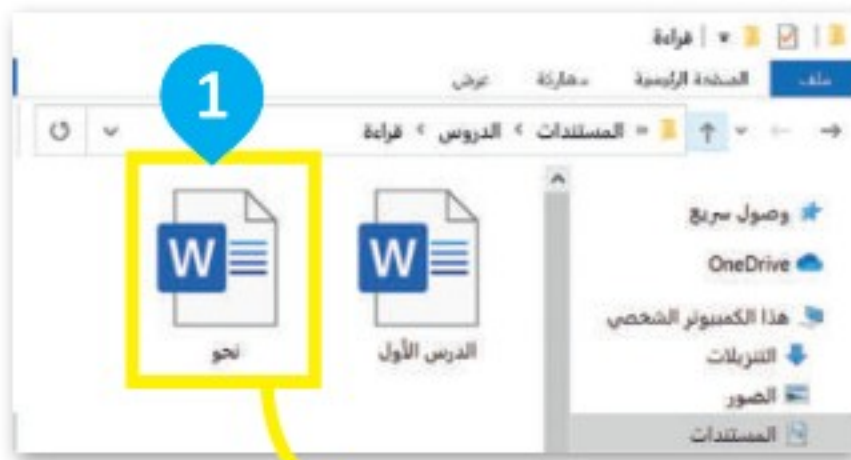 قراءة
ملف الصفحة الرئيسية مشاركة عرض
المستندات › الدروس › قراءة
1
وصول سريع
OneDrive
هذا الكمبيوتر الشخصي
التنزيلات
الصور
المستندات
W
الدرس الأول
W
نحو